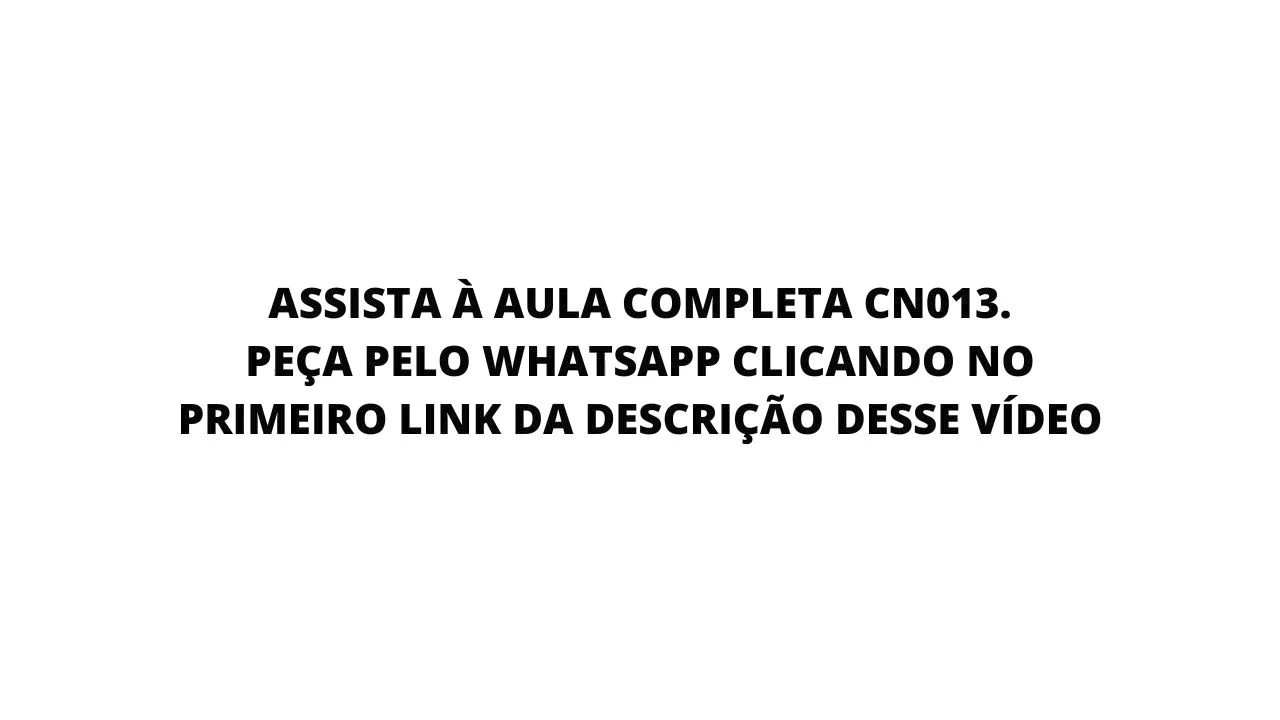 ASSISTA À AULA COMPLETA CN013.
PEÇA PELO WHATSAPP CLICANDO NO
PRIMEIRO LINK DA DESCRIÇÃO DESSE VÍDEO